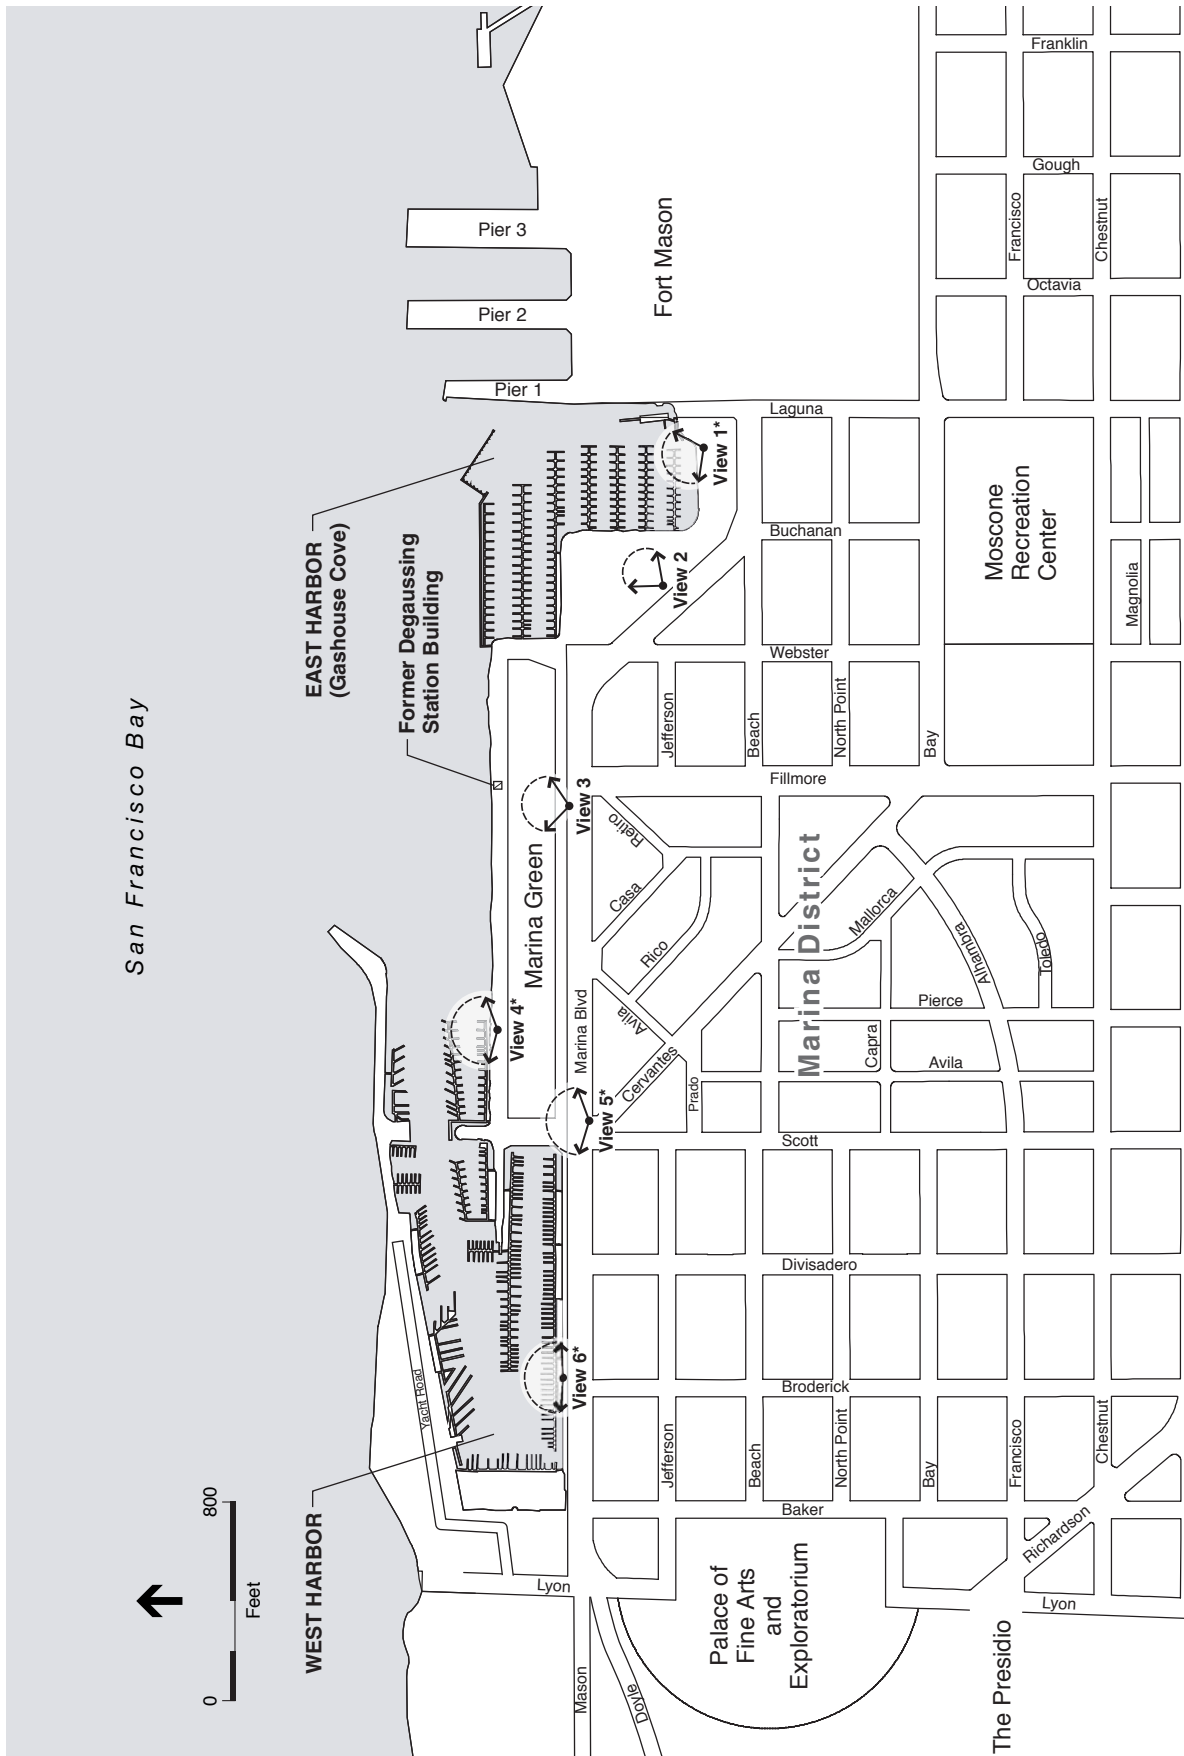 San Francisco Bay
0
800
Feet
WEST HARBOR
EAST HARBOR
(Gashouse Cove)
Former Degaussing
Station Building
Pier 1
Pier 2
Pier 3
Fort Mason
Yacht Road
Marina Green
View 1*
View 2
View 3
View 4*
View 5*
View 6*
Lyon
Mason
Doyle
Marina Blvd
Palace of
Fine Arts
and
Exploratorium
The Presidio
Lyon
Richardson
Baker
Broderick
Divisadero
Scott
Fillmore
Webster
Buchanan
Laguna
Octavia
Gough
Franklin
Jefferson
Beach
North Point
Bay
Francisco
Chestnut
Cervantes
Avila
Prado
Rico
Casa
Retiro
Marina District
Mallorca
Alhambra
Toledo
Pierce
Capra
Avila
Jefferson
Beach
North Point
Bay
Moscone
Recreation
Center
Magnolia
Francisco
Chestnut